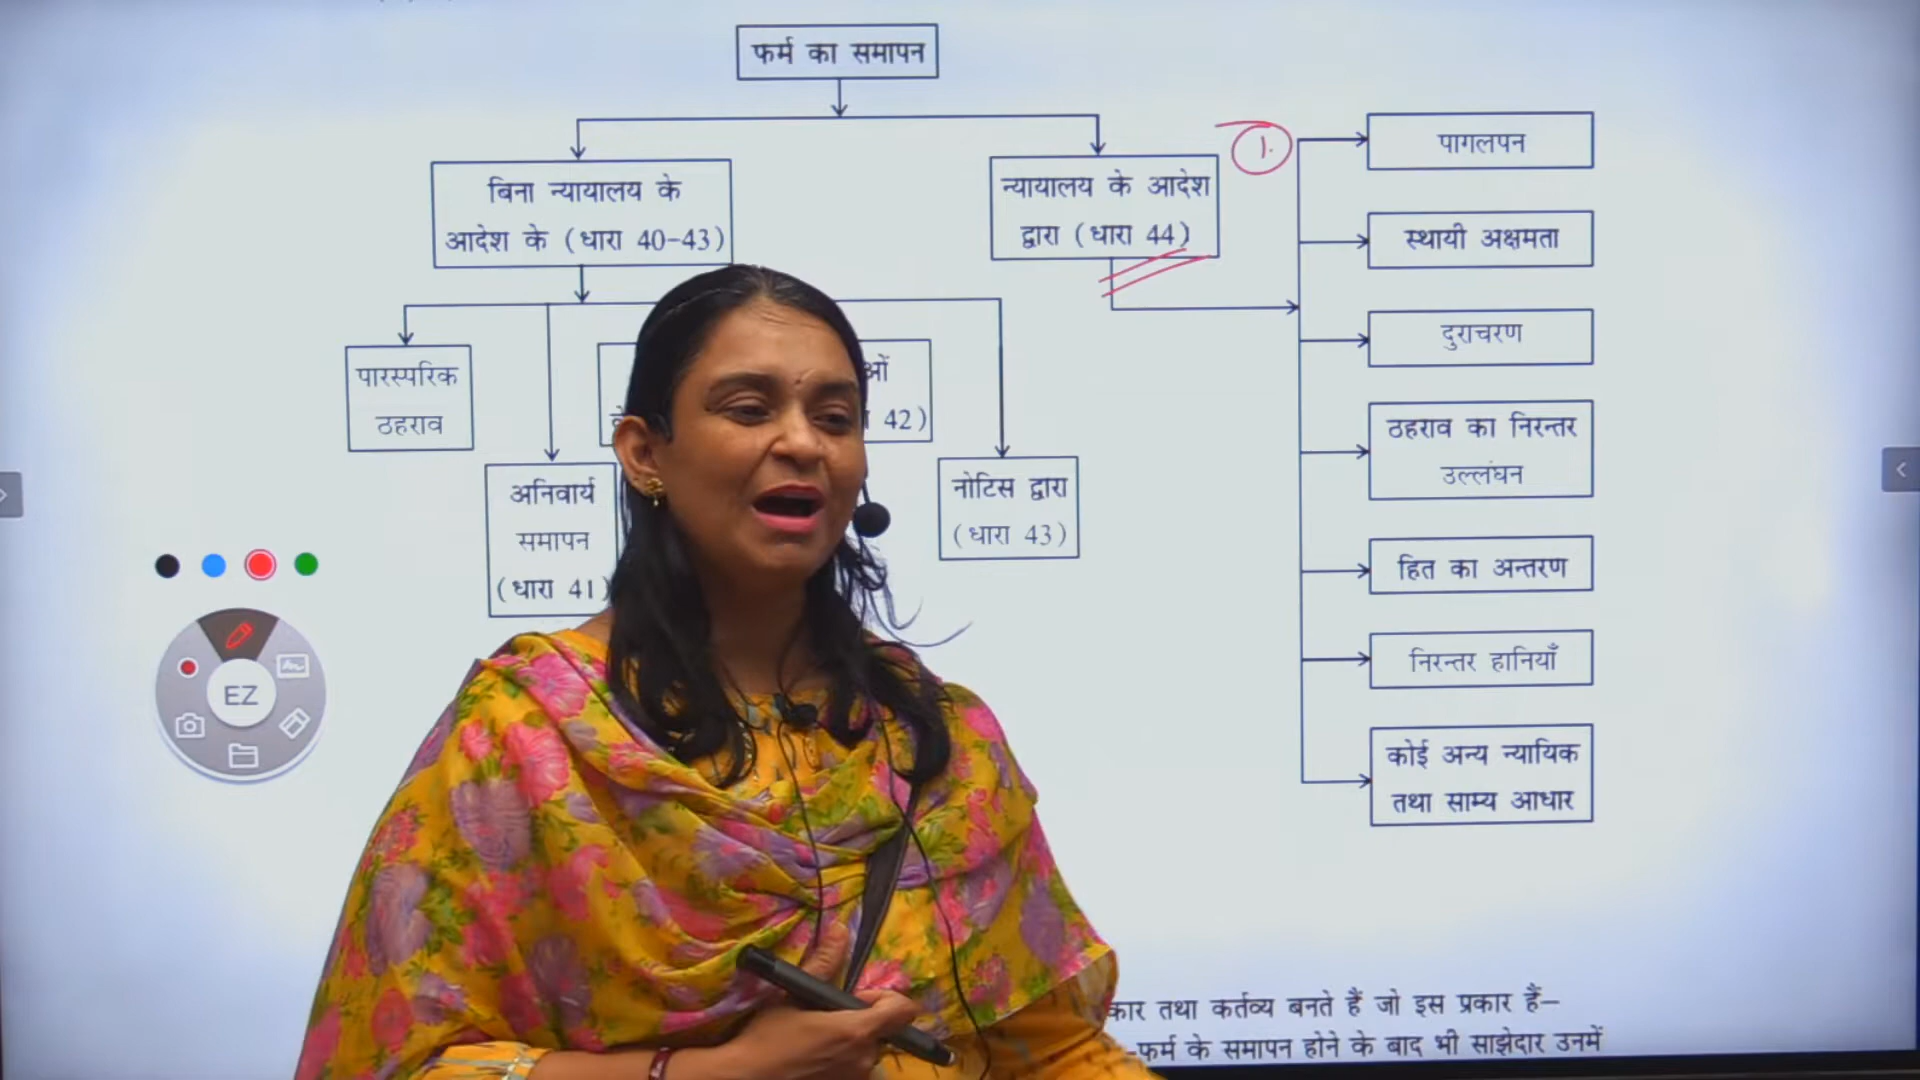 फर्म का समापन
बिना न्यायालय के
आदेश के (धारा 40-43)
न्यायालय के आदेश
द्वारा (धारा 44)
1.
पारस्परिक
ठहराव
अनिवार्य
समापन
(धारा 41)
ओं
42)
नोटिस द्वारा
(धारा 43)
पागलपन
स्थायी अक्षमता
दुराचरण
ठहराव का निरन्तर
उल्लंघन
हित का अन्तरण
निरन्तर हानियाँ
कोई अन्य न्यायिक
तथा साम्य आधार
EZ
कार तथा कर्तव्य बनते हैं जो इस प्रकार हैं–
–फर्म के समापन होने के बाद भी साझेदार उनमें